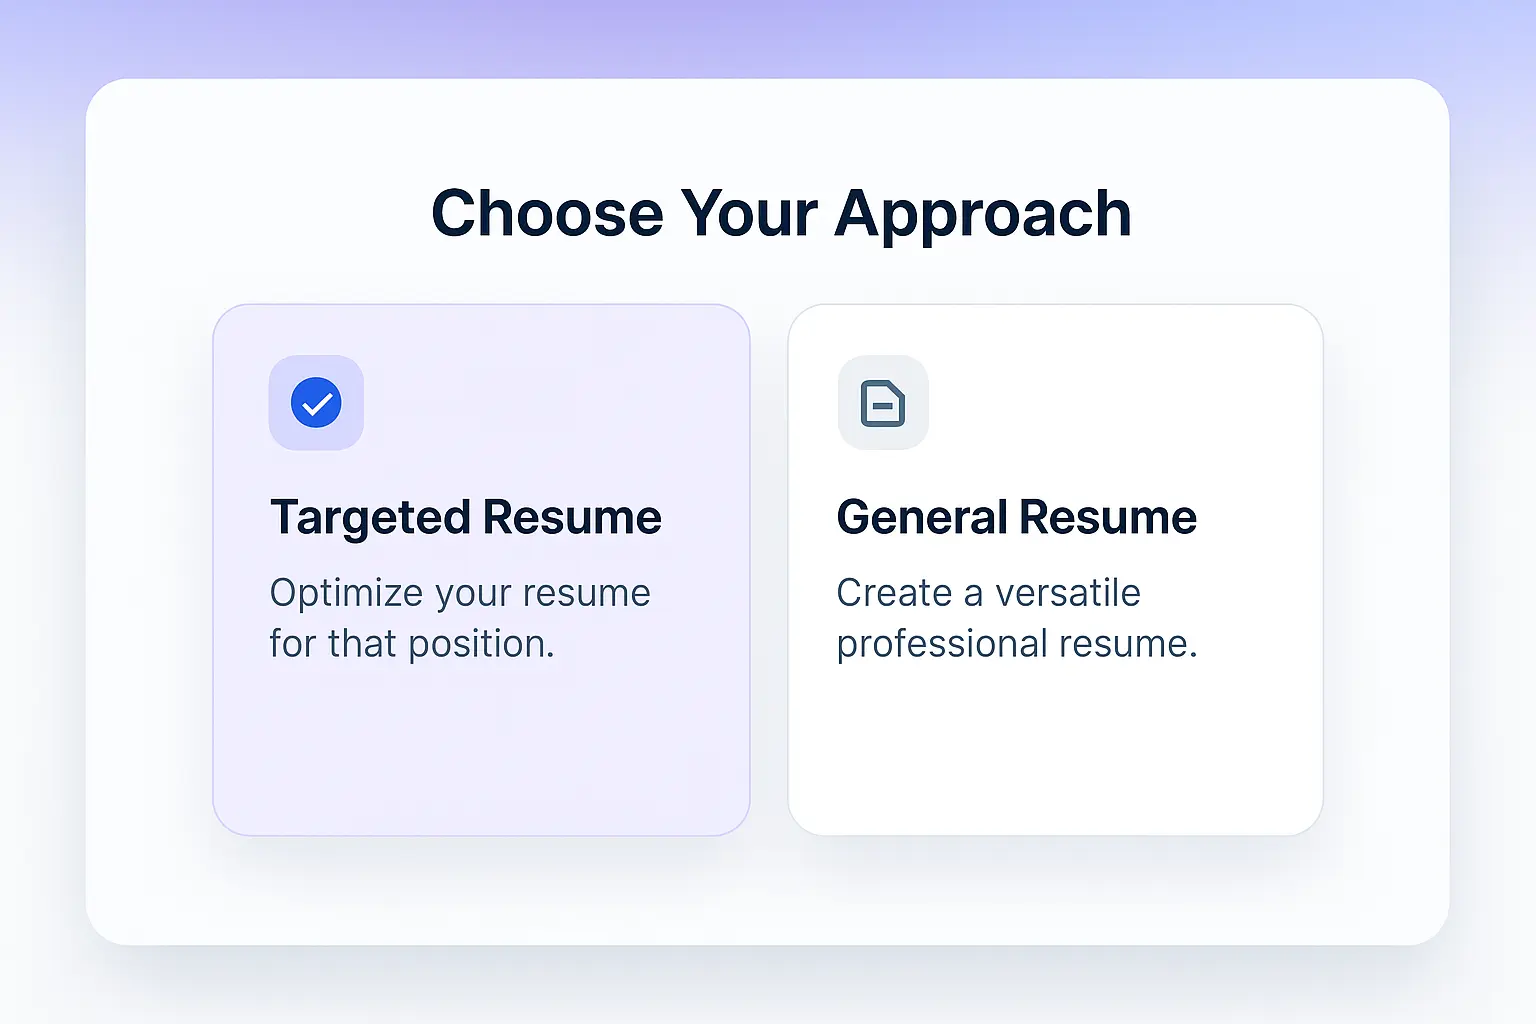 Choose Your Approach
Targeted Resume
Optimize your resume
for that position.
General Resume
Create a versatile
professional resume.